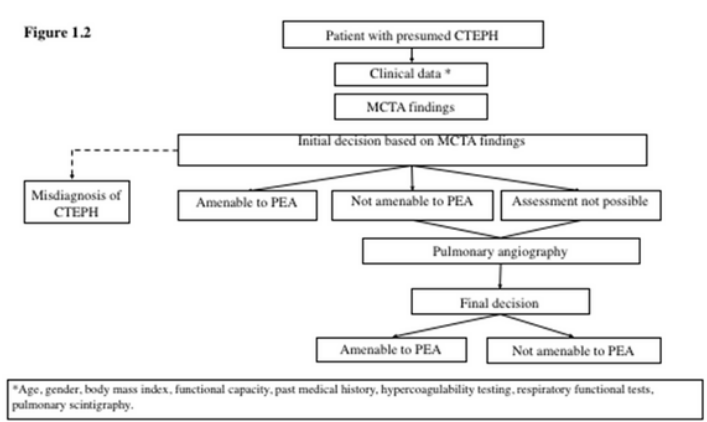 Figure 1.2
Patient with presumed CTEPH
Clinical data *
MCTA findings
Initial decision based on MCTA findings
Misdiagnosis of
CTEPH
Amenable to PEA
Not amenable to PEA
Assessment not possible
Pulmonary angiography
Final decision
Amenable to PEA
Not amenable to PEA
*Age, gender, body mass index, functional capacity, past medical history, hypercoagulability testing, respiratory functional tests,
pulmonary scintigraphy.